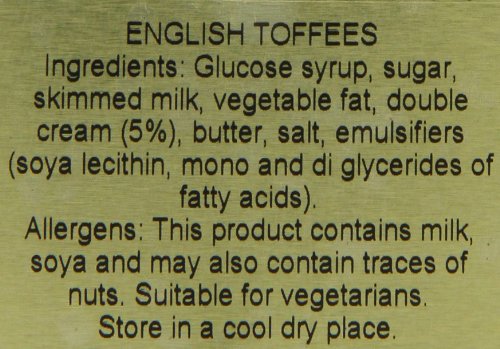 ENGLISH TOFFEES
Ingredients: Glucose syrup, sugar,
skimmed milk, vegetable fat, double
cream (5%), butter, salt, emulsifiers
(soya lecithin, mono and di glycerides of
fatty acids).
Allergens: This product contains milk,
soya and may also contain traces of
nuts. Suitable for vegetarians.
Store in a cool dry place.